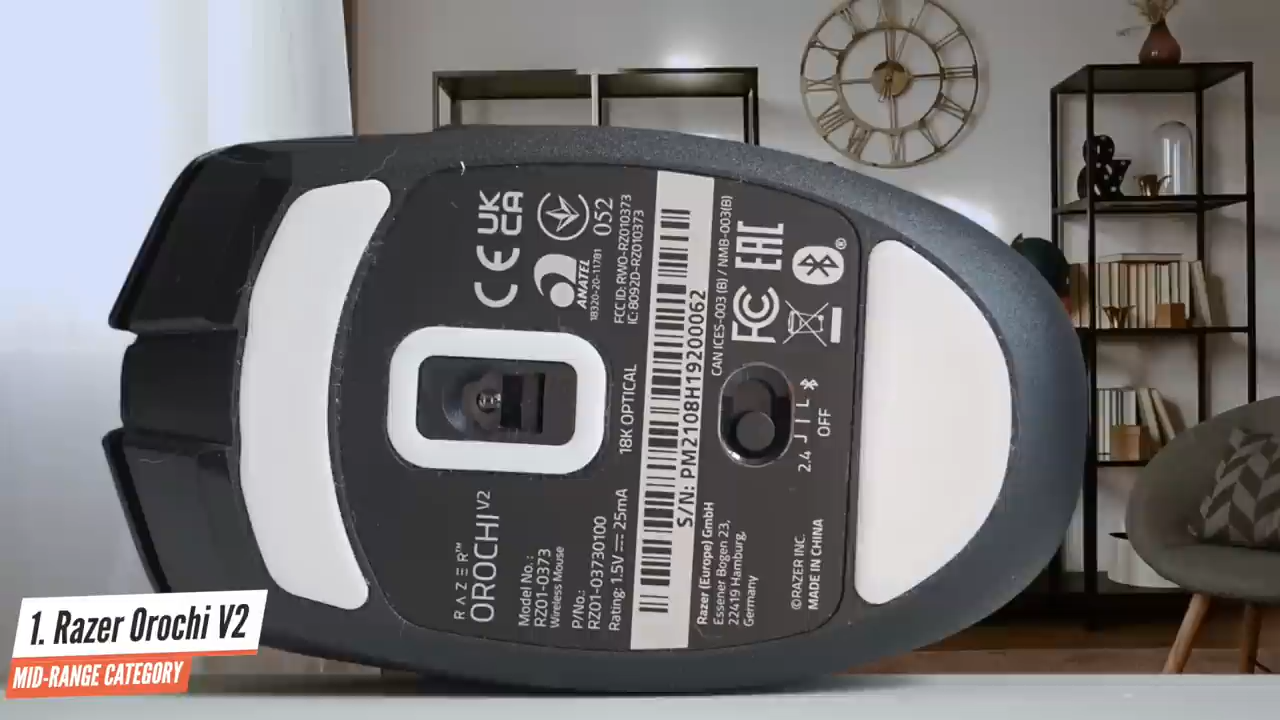 RAZER™
OROCHI V2
Model No.:
RZ01-0373
Wireless Mouse
P/No.:
RZ01-03730100
Rating: 1.5V ⎓ 25mA
CE
UK
CA
052
ANATEL
18320-20-11781
FCC ID: RWO-RZ010373
IC: 8092D-RZ010373
18K OPTICAL
S/N: PM2108H19200062
CAN ICES-003 (B) / NMB-003(B)
FC
EAC
®
2.4
OFF
Razer (Europe) GmbH
Essener Bogen 23,
22419 Hamburg,
Germany
©RAZER INC.
MADE IN CHINA
1. Razer Orochi V2
MID-RANGE CATEGORY